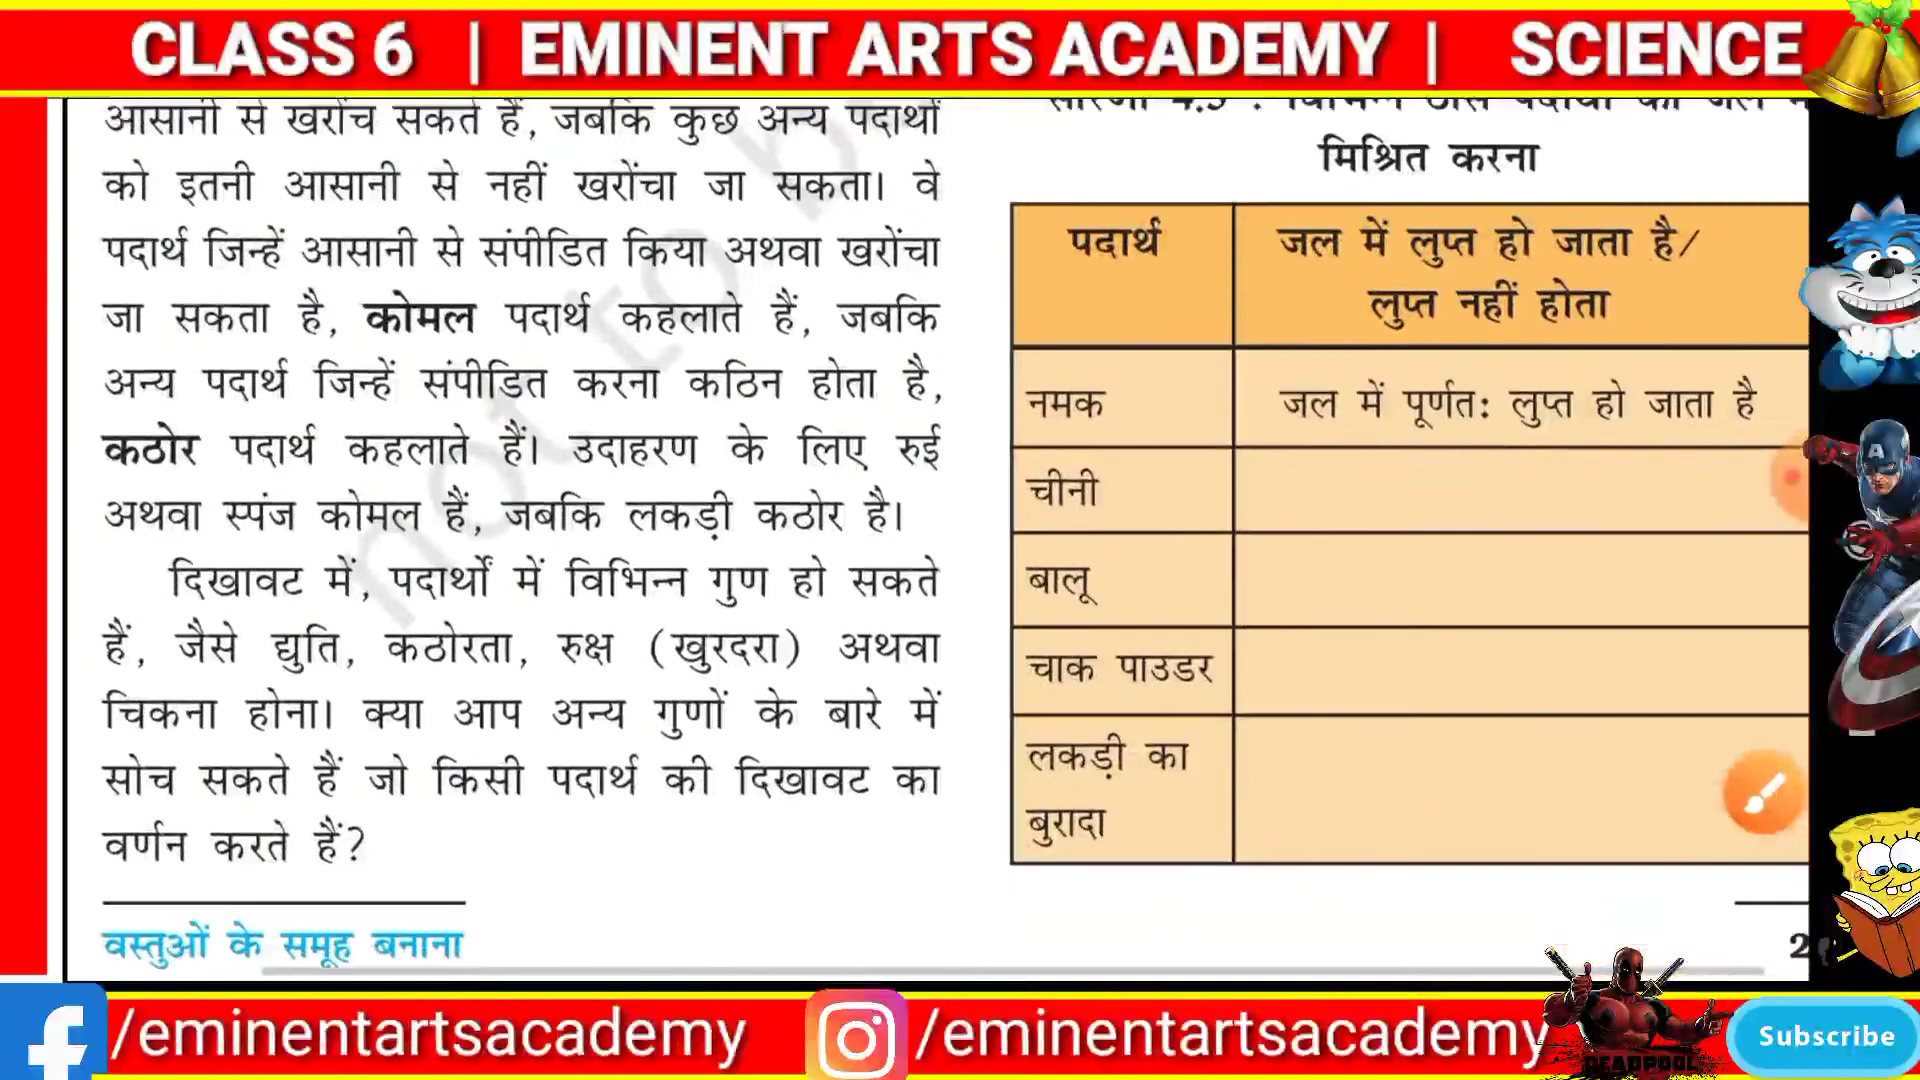 CLASS 6 | EMINENT ARTS ACADEMY | SCIENCE
आसानी से खरोंच सकते हैं, जबकि कुछ अन्य पदार्थों
को इतनी आसानी से नहीं खरोंचा जा सकता। वे
पदार्थ जिन्हें आसानी से संपीडित किया अथवा खरोंचा
जा सकता है, कोमल पदार्थ कहलाते हैं, जबकि
अन्य पदार्थ जिन्हें संपीडित करना कठिन होता है,
कठोर पदार्थ कहलाते हैं। उदाहरण के लिए रुई
अथवा स्पंज कोमल हैं, जबकि लकड़ी कठोर है।
दिखावट में, पदार्थों में विभिन्न गुण हो सकते
हैं, जैसे द्युति, कठोरता, रुक्ष (खुरदरा) अथवा
चिकना होना। क्या आप अन्य गुणों के बारे में
सोच सकते हैं जो किसी पदार्थ की दिखावट का
वर्णन करते हैं?
वस्तुओं के समूह बनाना
मिश्रित करना
पदार्थ जल में लुप्त हो जाता है/
लुप्त नहीं होता
नमक जल में पूर्णतः लुप्त हो जाता है
चीनी
बालू
चाक पाउडर
लकड़ी का
बुरादा
not to b
/eminentartsacademy /eminentartsacademy
DEADPOOL
Subscribe